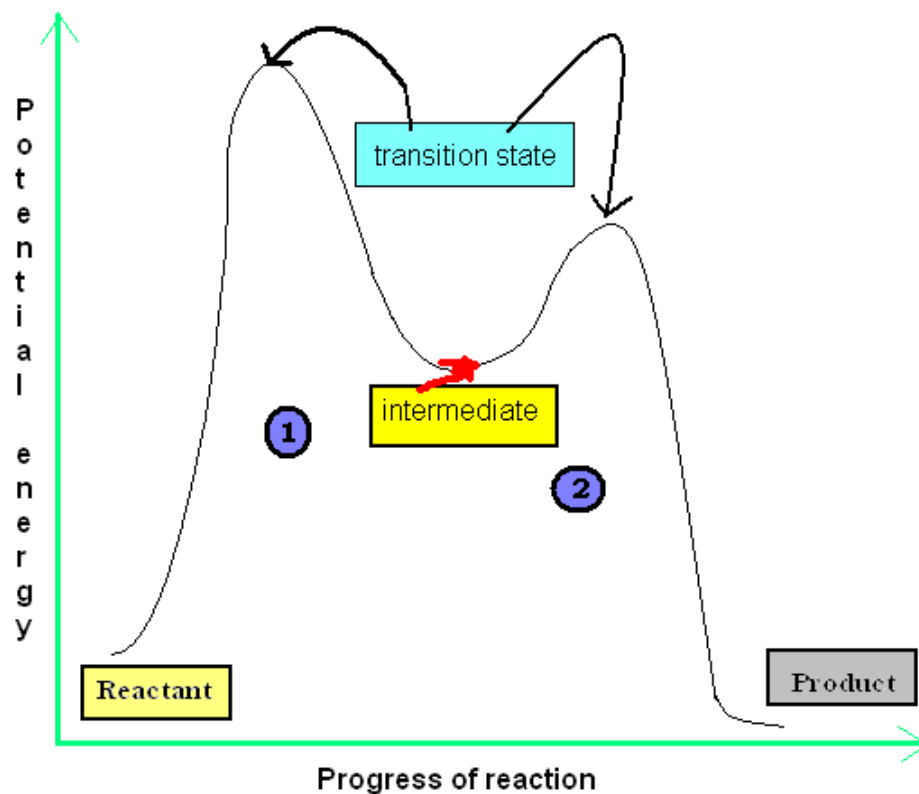 Potential energy
transition state
intermediate
1
2
Reactant
Product
Progress of reaction